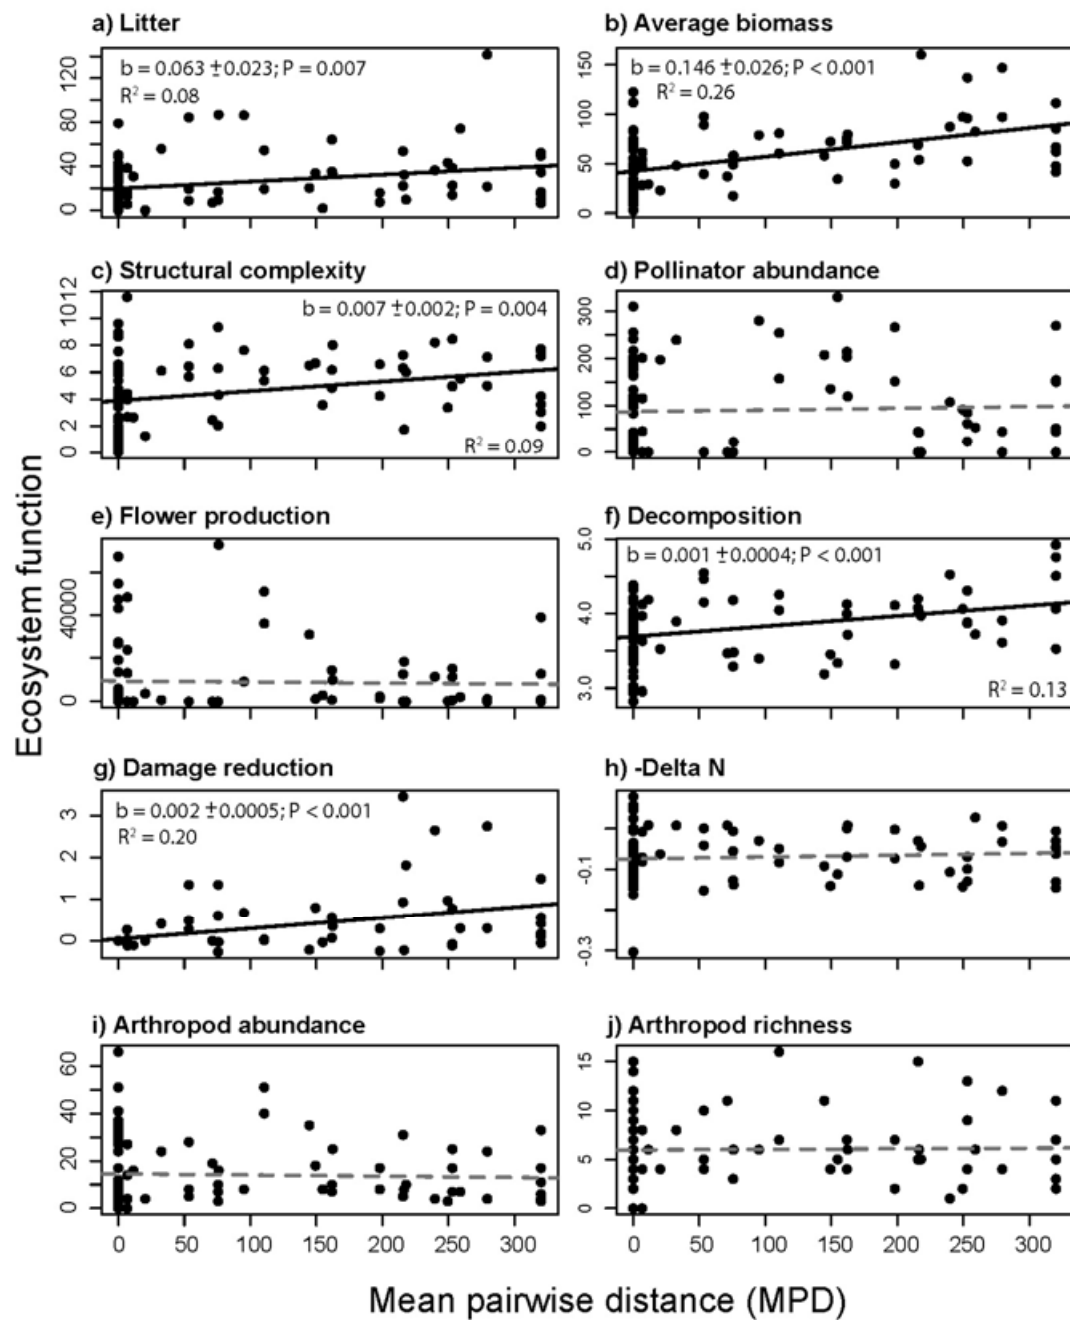 a) Litter
b = 0.063 ±0.023; P = 0.007
R² = 0.08
0 40 80 120
b) Average biomass
b = 0.146 ±0.026; P < 0.001
R² = 0.26
0 50 100 150
c) Structural complexity
b = 0.007 ±0.002; P = 0.004
R² = 0.09
0 2 4 6 8 1012
d) Pollinator abundance
0 100 200 300
Ecosystem function
e) Flower production
0 40000
f) Decomposition
b = 0.001 ±0.0004; P < 0.001
R² = 0.13
3.0 4.0 5.0
g) Damage reduction
b = 0.002 ±0.0005; P < 0.001
R² = 0.20
0 1 2 3
h) -Delta N
-0.3 -0.1
i) Arthropod abundance
0 20 40 60
0 50 100 150 200 250 300
j) Arthropod richness
0 5 10 15
0 50 100 150 200 250 300
Mean pairwise distance (MPD)